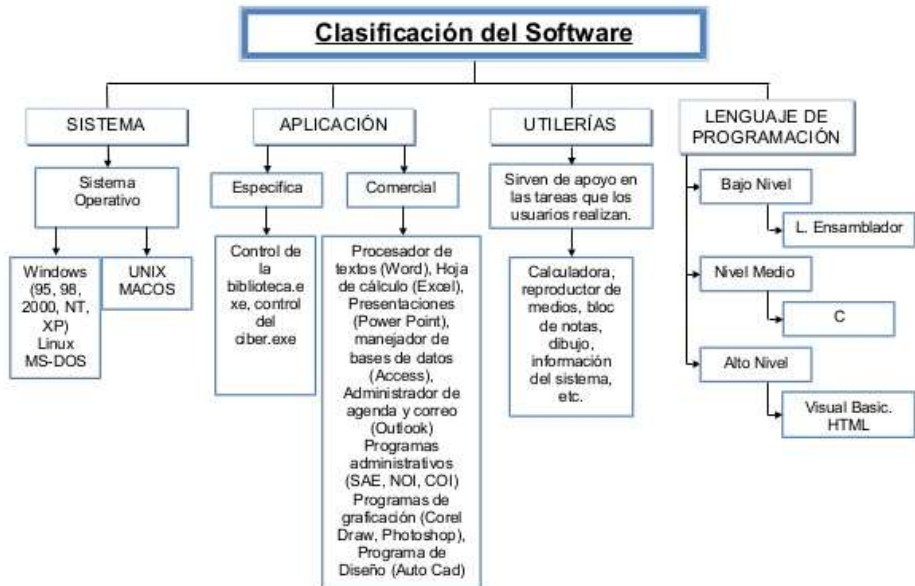 Clasificación del Software
SISTEMA
Sistema
Operativo
Windows
(95, 98,
2000, NT,
XP)
Linux
MS-DOS
UNIX
MACOS
APLICACIÓN
Especifica
Control de
la
biblioteca.e
xe, control
del
ciber.exe
Comercial
Procesador de
textos (Word), Hoja
de cálculo (Excel),
Presentaciones
(Power Point),
manejador de
bases de datos
(Access),
Administrador de
agenda y correo
(Outlook)
Programas
administrativos
(SAE, NOI, COI)
Programas de
graficación (Corel
Draw, Photoshop),
Programa de
Diseño (Auto Cad)
UTILERÍAS
Sirven de apoyo en
las tareas que los
usuarios realizan.
Calculadora,
reproductor de
medios, bloc de
notas,
dibujo,
información
del sistema,
etc.
LENGUAJE DE
PROGRAMACIÓN
Bajo Nivel
L. Ensamblador
Nivel Medio
C
Alto Nivel
Visual Basic.
HTML